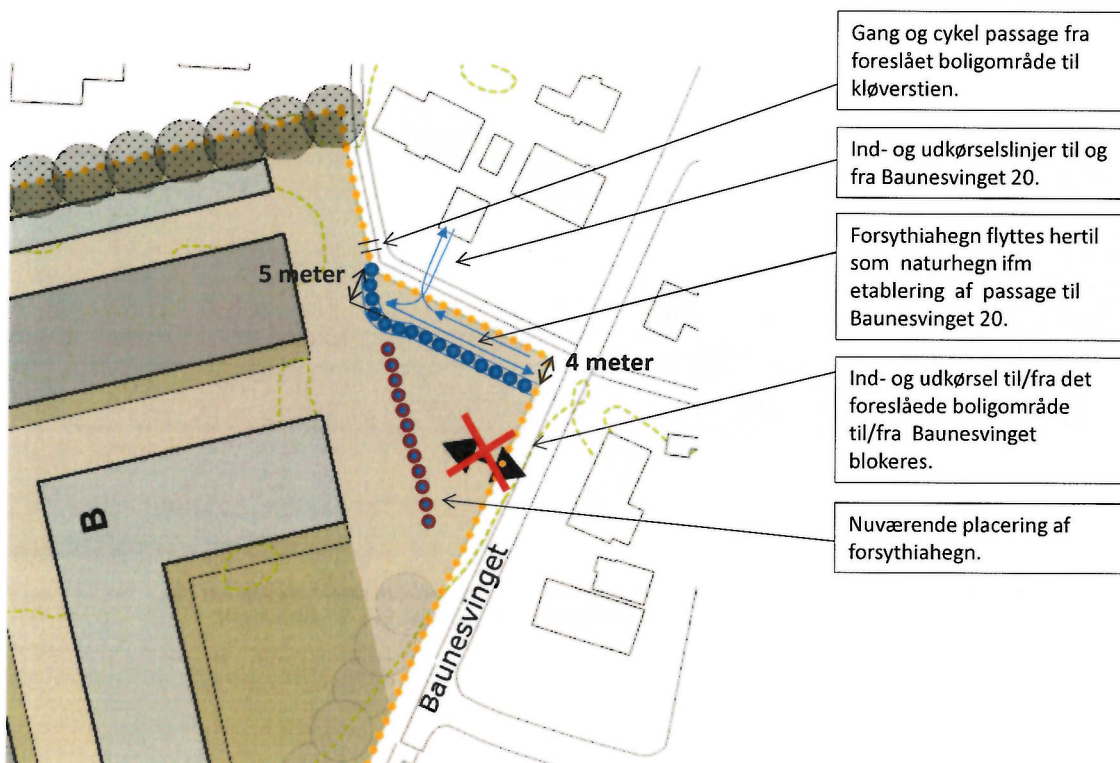 Gang og cykel passage fra
foreslået boligområde til
kløverstien.
Ind- og udkørselslinjer til og
fra Baunesvinget 20.
Forsythiahegn flyttes hertil
som naturhegn ifm
etablering af passage til
Baunesvinget 20.
Ind- og udkørsel til/fra det
foreslåede boligområde
til/fra Baunesvinget
blokeres.
Nuværende placering af
forsythiahegn.
5 meter
4 meter
B
Baunesvinget